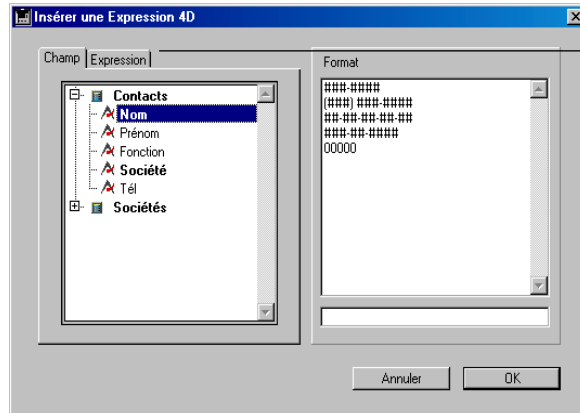 Insérer une Expression 4D
Champ
Expression
Format
Contacts
Nom
Prénom
Fonction
Société
Tél
Sociétés
###-####
(###) ###-####
##-##-##-##-##
###-##-####
00000
Annuler
OK